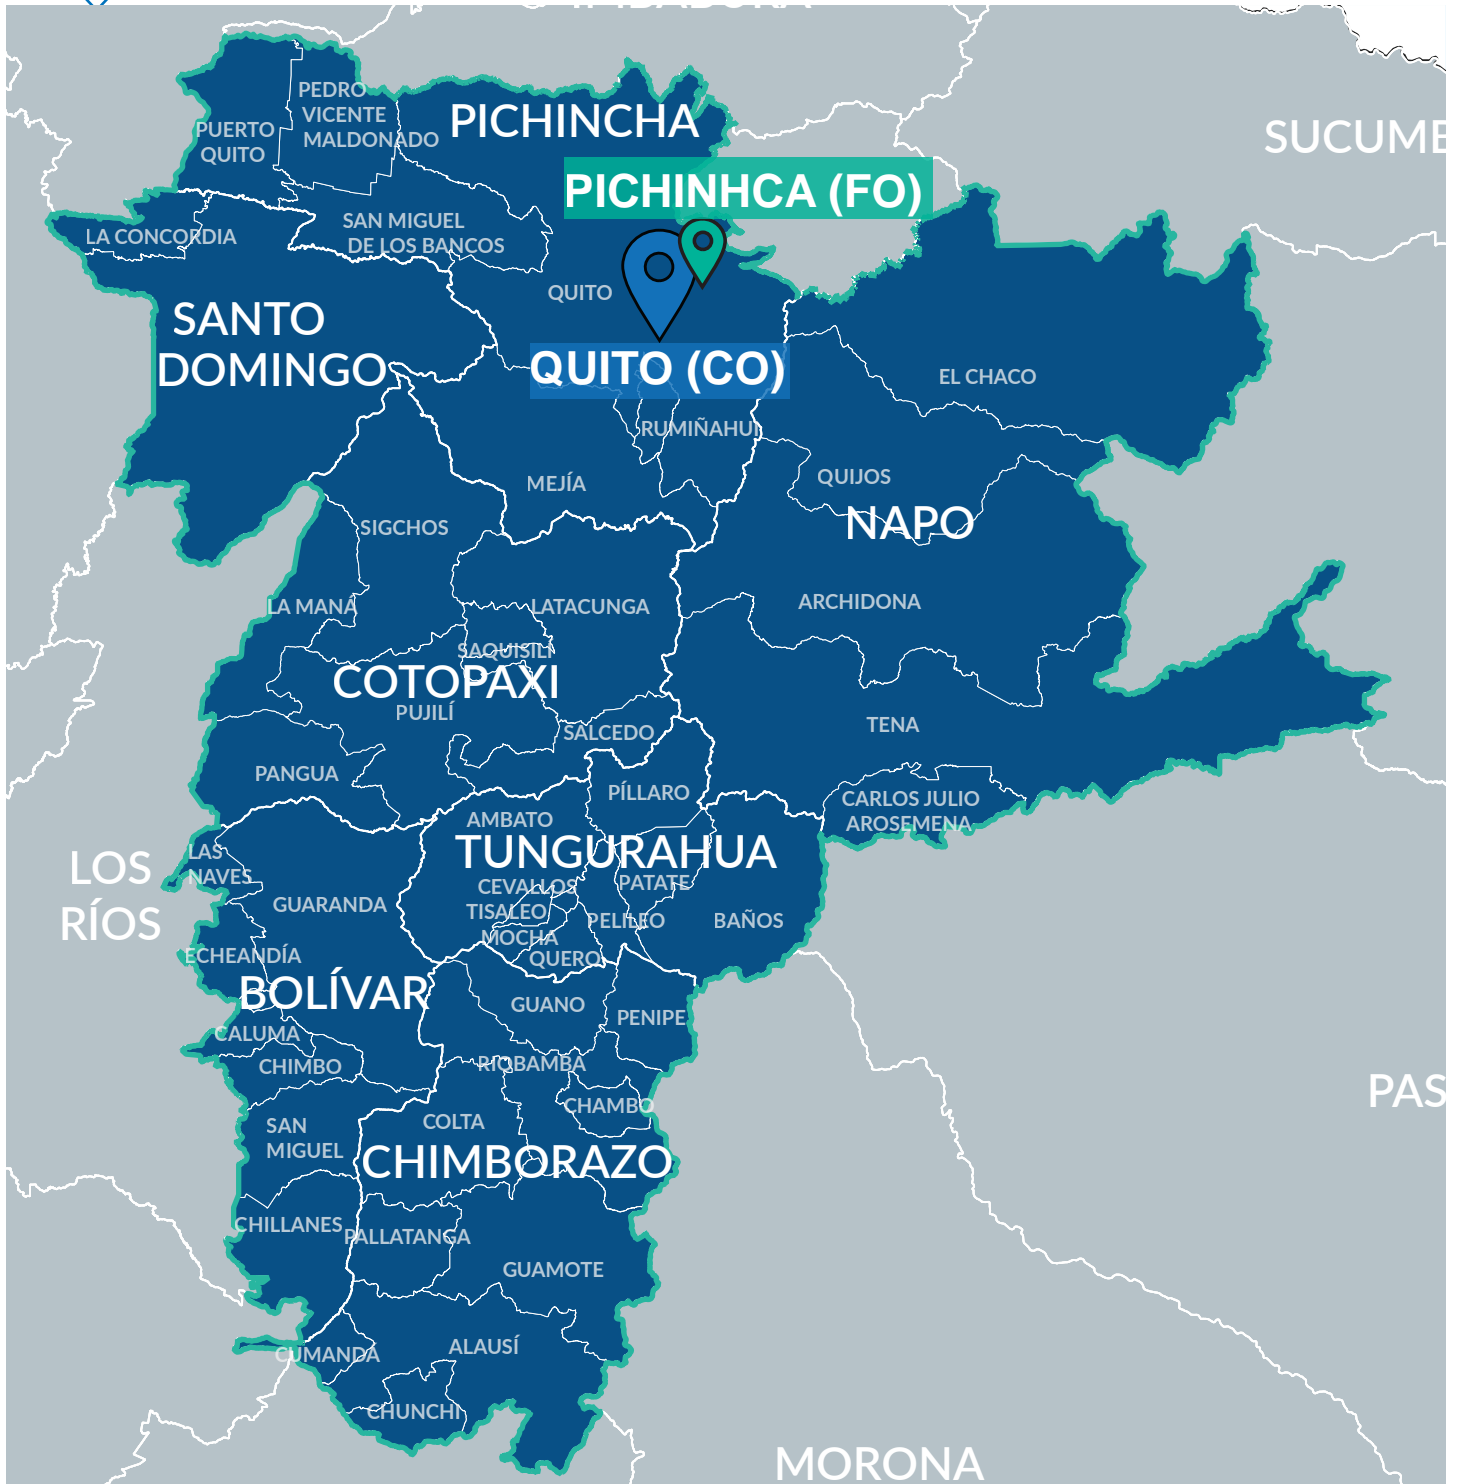 PEDRO
VICENTE
MALDONADO
PICHINCHA
PUERTO
QUITO
SUCUMB
PICHINHCA (FO)
SAN MIGUEL
DE LOS BANCOS
LA CONCORDIA
QUITO
SANTO
DOMINGO
QUITO (CO)
EL CHACO
RUMIÑAHUI
MEJÍA
QUIJOS
NAPO
SIGCHOS
LA MANÁ
LATACUNGA
ARCHIDONA
SAQUISILÍ
COTOPAXI
PUJILÍ
SALCEDO
TENA
PANGUA
PÍLLARO
CARLOS JULIO
AROSEMENA
AMBATO
TUNGURAHUA
LAS
NAVES
LOS
RÍOS
CEVALLOS
PATATE
GUARANDA
TISALEO
PELILEO
BAÑOS
MOCHA
QUERO
ECHEANDÍA
BOLÍVAR
GUANO
PENIPE
CALUMA
CHIMBO
RIOBAMBA
PAS
CHAMBO
COLTA
SAN
MIGUEL
CHIMBORAZO
CHILLANES
PALLATANGA
GUAMOTE
CUMANDÁ
ALAUSÍ
CHUNCHI
MORONA